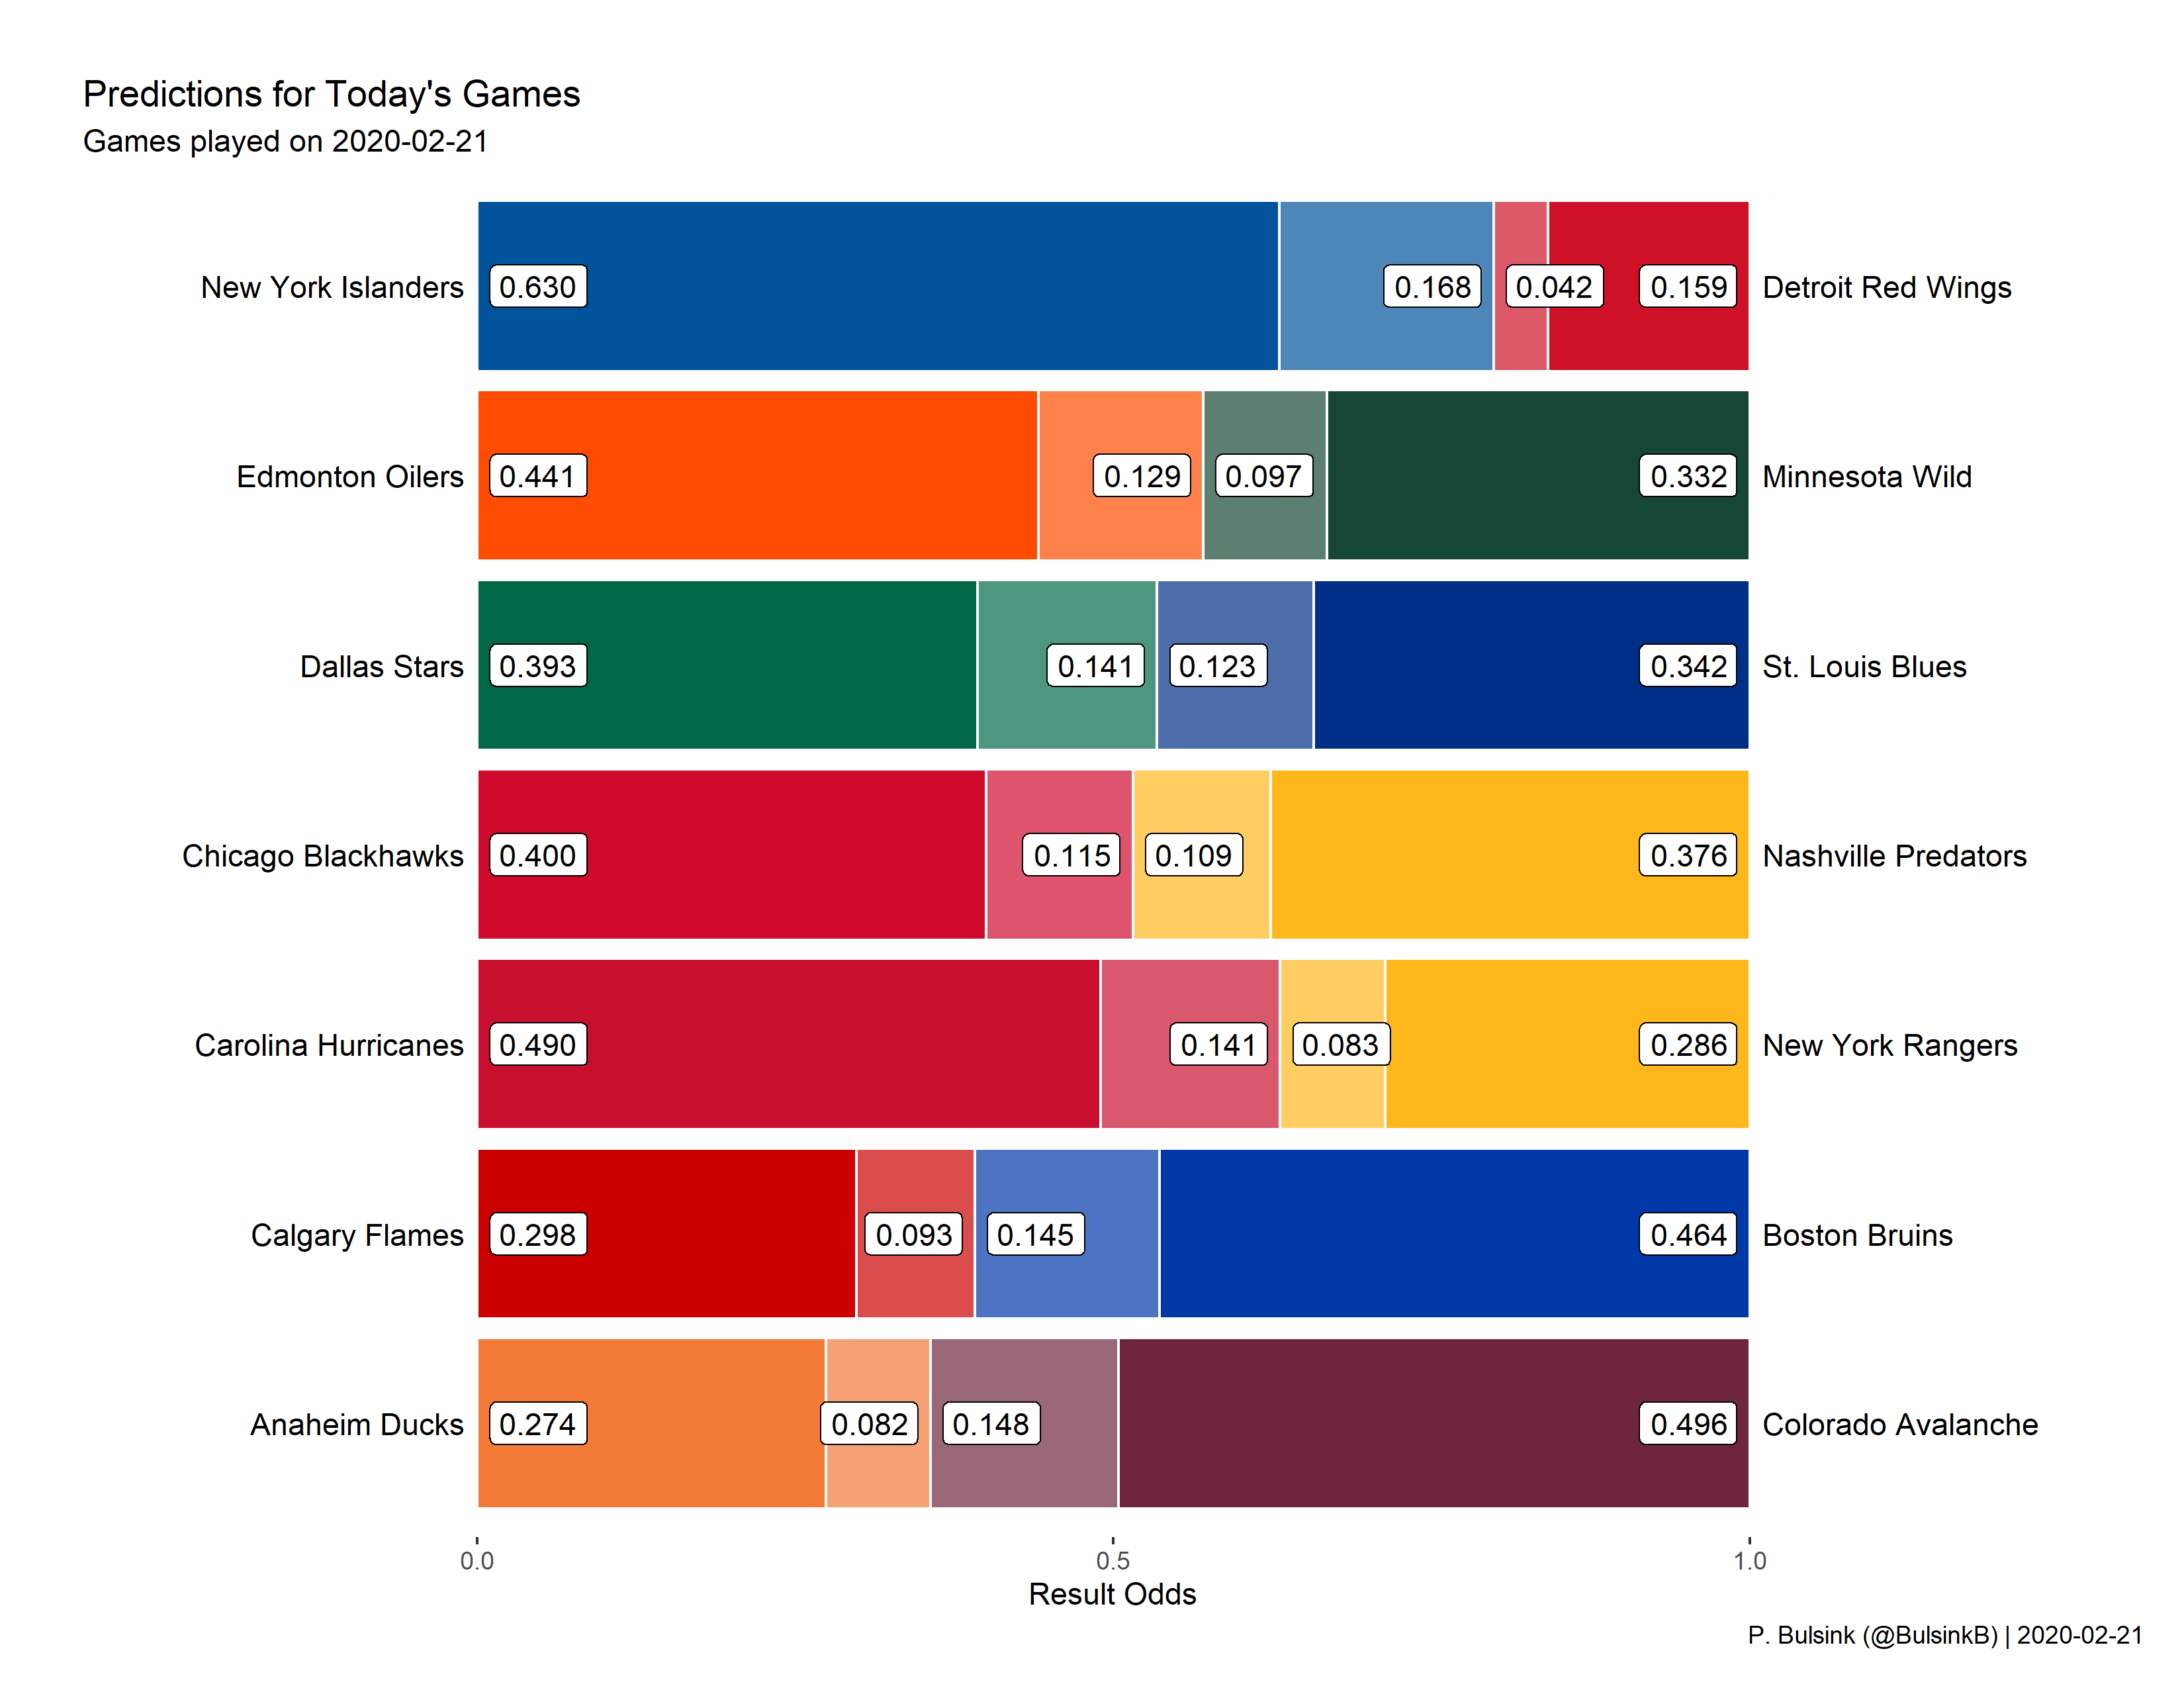 Predictions for Today's Games
Games played on 2020-02-21
New York Islanders 0.630 0.168 0.042 0.159 Detroit Red Wings
Edmonton Oilers 0.441 0.129 0.097 0.332 Minnesota Wild
Dallas Stars 0.393 0.141 0.123 0.342 St. Louis Blues
Chicago Blackhawks 0.400 0.115 0.109 0.376 Nashville Predators
Carolina Hurricanes 0.490 0.141 0.083 0.286 New York Rangers
Calgary Flames 0.298 0.093 0.145 0.464 Boston Bruins
Anaheim Ducks 0.274 0.082 0.148 0.496 Colorado Avalanche
0.0 0.5 1.0
Result Odds
P. Bulsink (@BulsinkB) | 2020-02-21